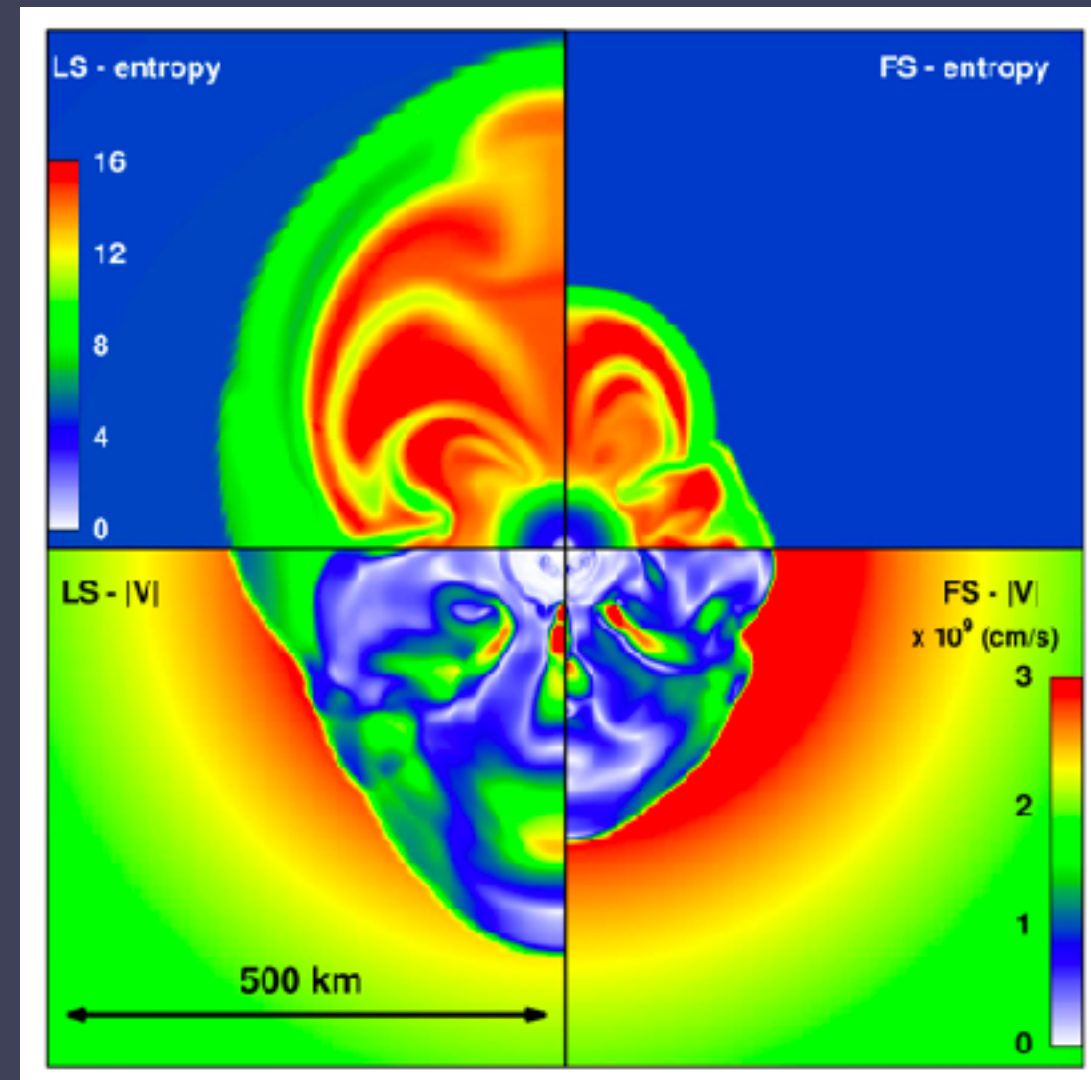 LS - entropy
FS - entropy
16
12
8
4
0
LS - |V|
FS - |V|
x 10⁹ (cm/s)
3
2
1
0
500 km